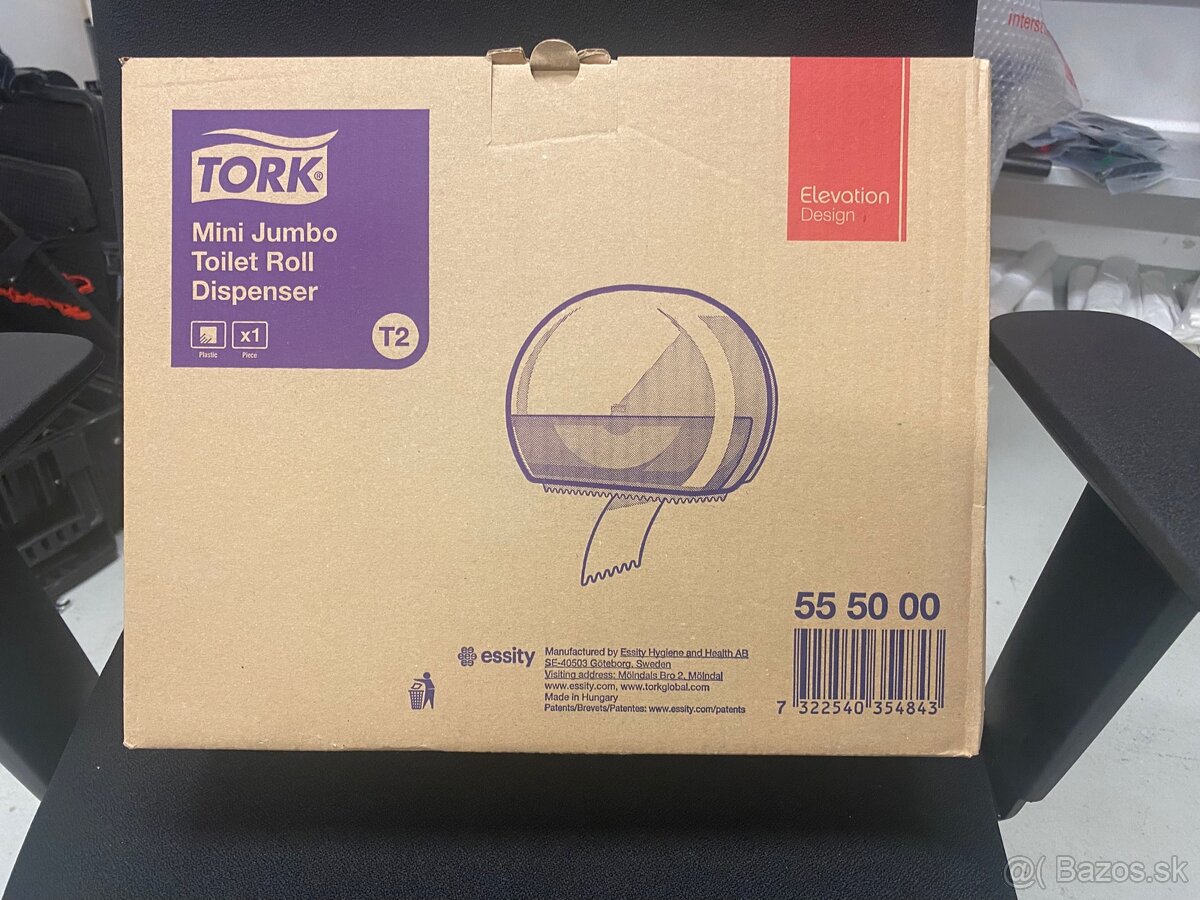 TORK®
Mini Jumbo
Toilet Roll
Dispenser
x1
Plastic
Piece
T2
Elevation
Design
55 50 00
essity
Manufactured by Essity Hygiene and Health AB
SE-40503 Göteborg, Sweden
Visiting address: Mölndals Bro 2, Mölndal
www.essity.com, www.torkglobal.com
Made in Hungary
Patents/Brevets/Patentes: www.essity.com/patents
7 322540 354843
@( Bazos.sk